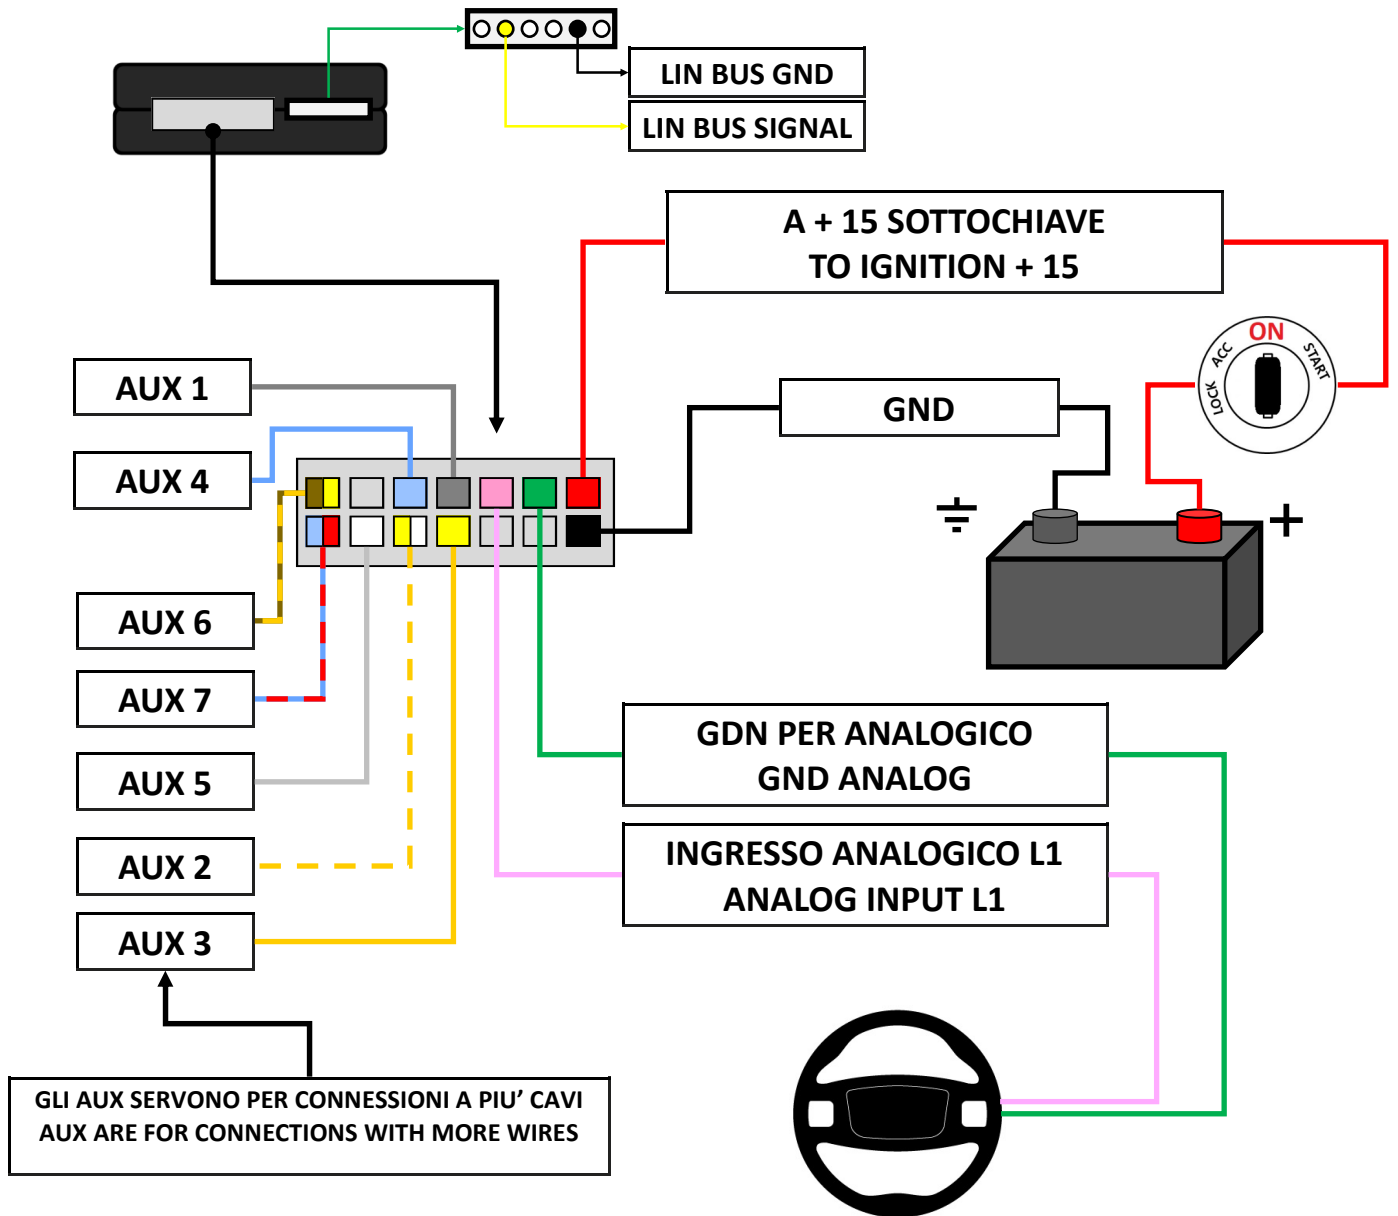 LIN BUS GND
LIN BUS SIGNAL
A + 15 SOTTOCHIAVE
TO IGNITION + 15
LOCK
ACC
ON
START
AUX 1
GND
AUX 4
+
AUX 6
AUX 7
GDN PER ANALOGICO
GND ANALOG
AUX 5
INGRESSO ANALOGICO L1
ANALOG INPUT L1
AUX 2
AUX 3
GLI AUX SERVONO PER CONNESSIONI A PIU’ CAVI
AUX ARE FOR CONNECTIONS WITH MORE WIRES